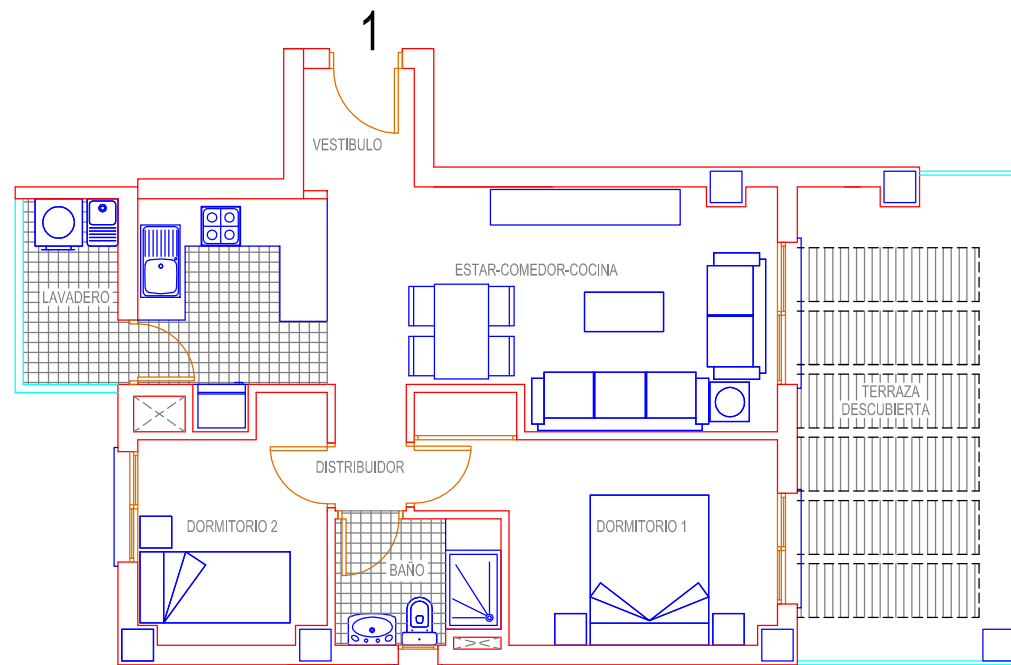 1
VESTIBULO
ESTAR-COMEDOR-COCINA
LAVADERO
TERRAZA
DESCUBIERTA
DISTRIBUIDOR
DORMITORIO 2
DORMITORIO 1
BAÑO